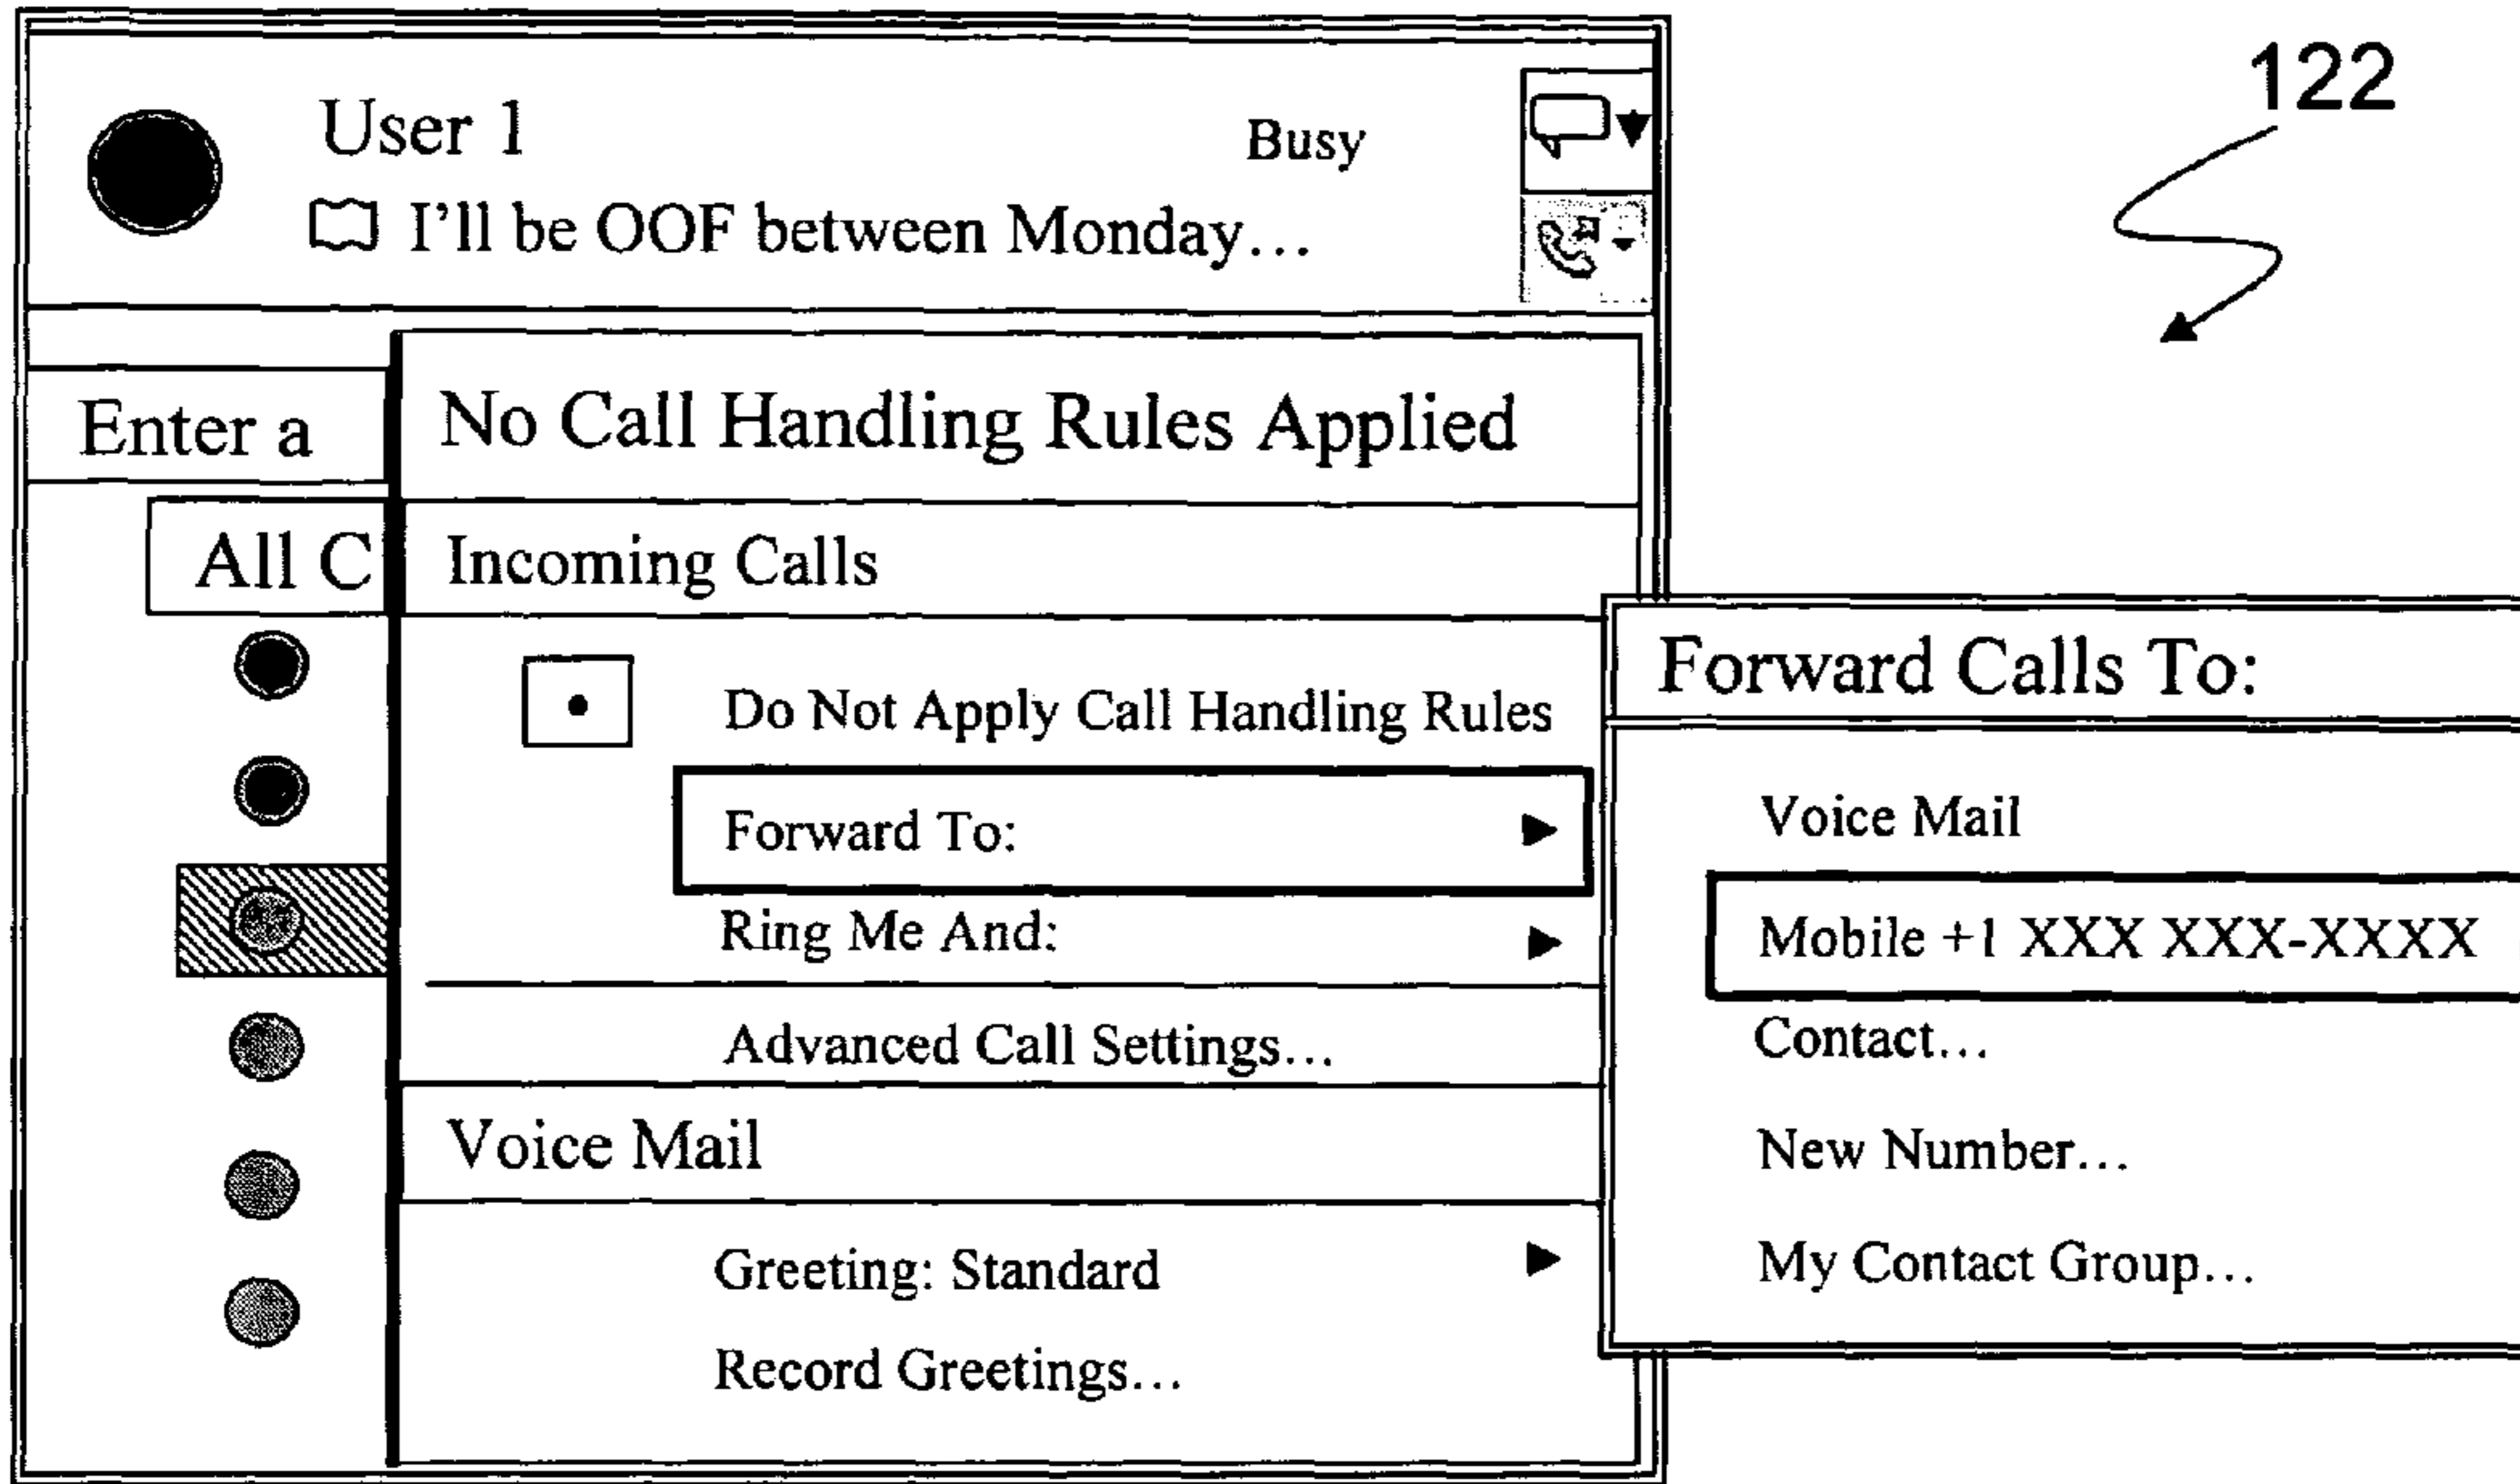 122
User 1
Busy
I'll be OOF between Monday...
Enter a
No Call Handling Rules Applied
All C
Incoming Calls
Do Not Apply Call Handling Rules
Forward To:
Ring Me And:
Advanced Call Settings...
Voice Mail
Greeting: Standard
Record Greetings...
Forward Calls To:
Voice Mail
Mobile +1 XXX XXX-XXXX
Contact...
New Number...
My Contact Group...